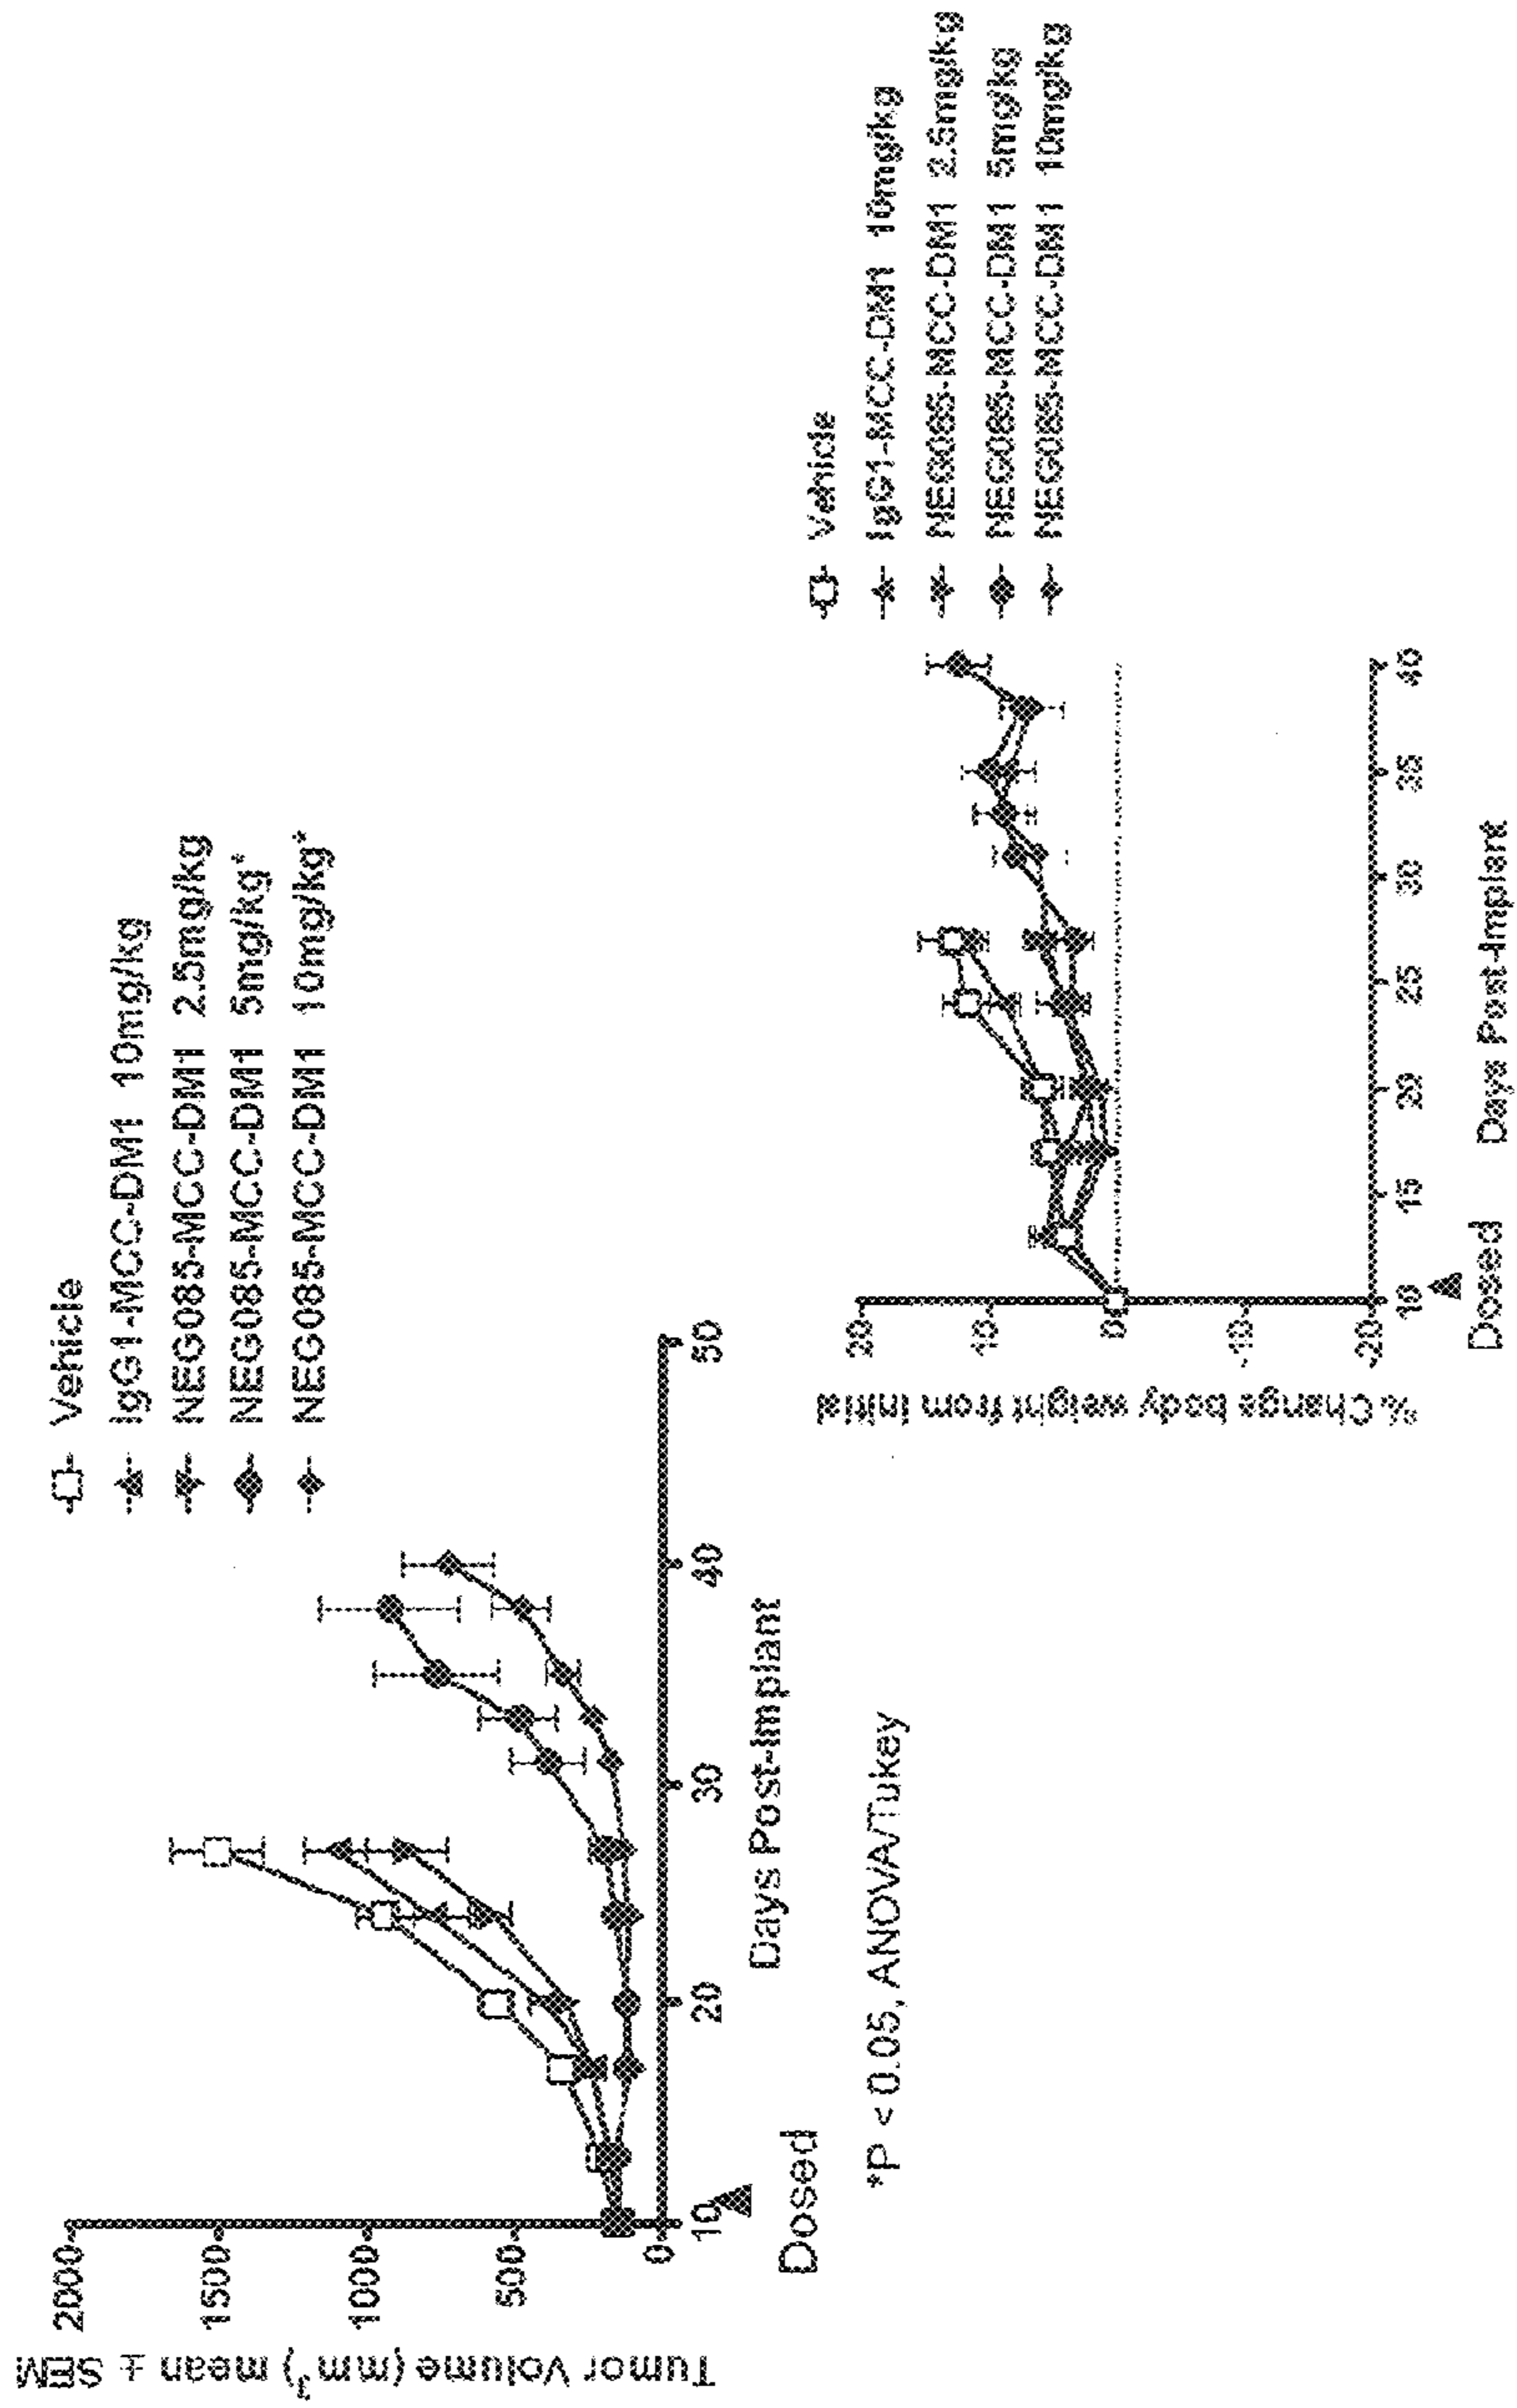 Tumor Volume (mm³) mean ± SEM
2000
1500
1000
500
0
10
20
30
40
50
Days Post-Implant
Dosed
Vehicle
IgG1-MCC-DM1 10mg/kg
NEG085-MCC-DM1 2.5mg/kg
NEG085-MCC-DM1 5mg/kg*
NEG085-MCC-DM1 10mg/kg*
*P < 0.05, ANOVA/Tukey
% Change body weight from initial
20
10
0
-10
-20
10
15
20
25
30
35
40
Dosed
Days Post-Implant
Vehicle
IgG1-MCC-DM1 10mg/kg
NEG085-MCC-DM1 2.5mg/kg
NEG085-MCC-DM1 5mg/kg
NEG085-MCC-DM1 10mg/kg